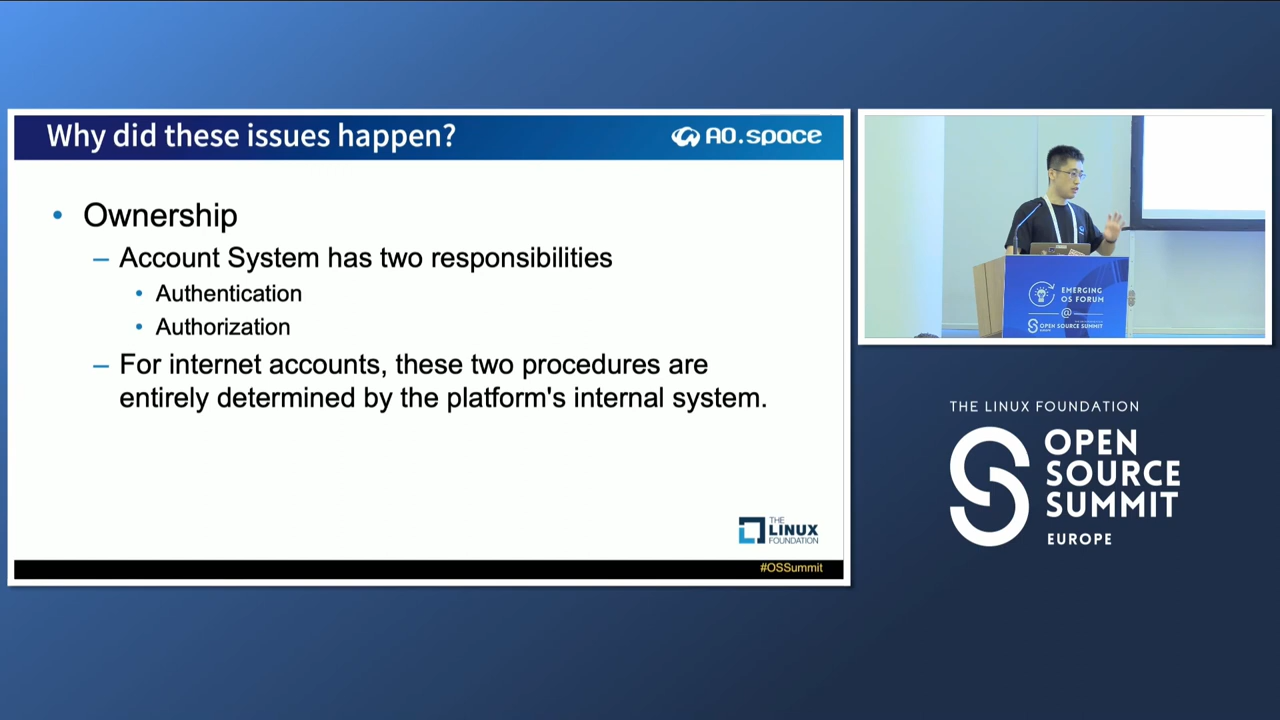 Why did these issues happen?
AO.space
• Ownership
– Account System has two responsibilities
• Authentication
• Authorization
– For internet accounts, these two procedures are
entirely determined by the platform's internal system.
THE
LINUX
FOUNDATION
#OSSummit
EMERGING
OS FORUM
@
OPEN SOURCE SUMMIT
THE LINUX FOUNDATION
OPEN
SOURCE
SUMMIT
EUROPE